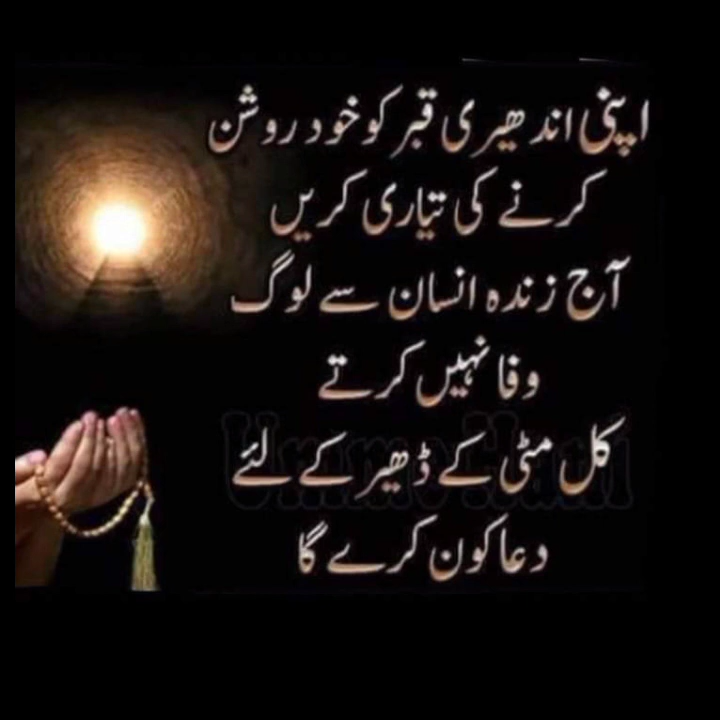 اپنی اندھیری قبر کو خود روشن
کرنے کی تیاری کریں
آج زندہ انسان سے لوگ
وفا نہیں کرتے
کل مٹی کے ڈھیر کے لئے
دعا کون کرے گا